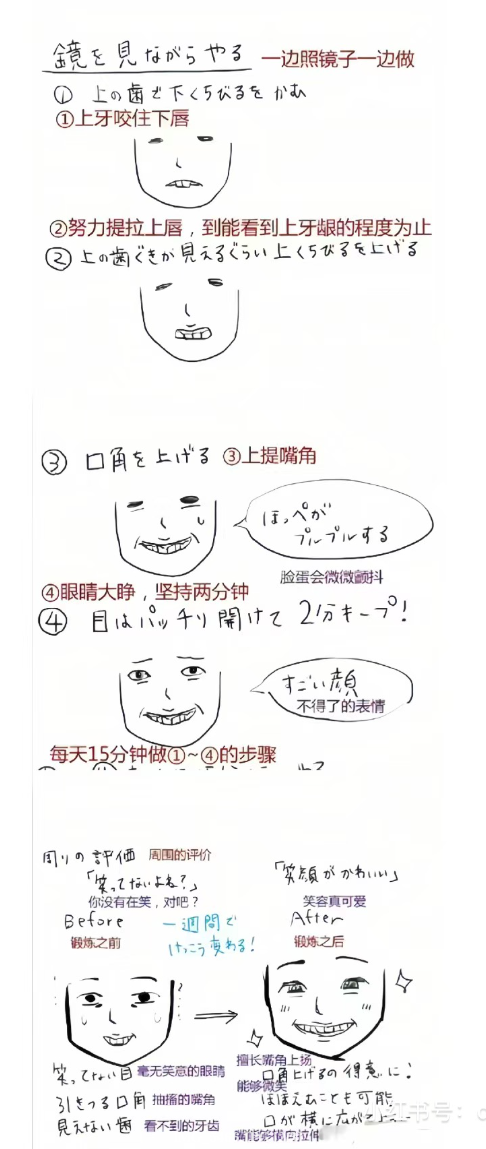 鏡を見ながらやる 一边照镜子一边做
① 上の歯で下くちびるをかむ
①上牙咬住下唇
②努力提拉上唇，到能看到上牙龈的程度为止
② 上の歯ぐきが見えるぐらい上くちびるを上げる
③ 口角を上げる ③上提嘴角
ほっぺが
プルプルする
脸蛋会微微颤抖
④眼睛大睁，坚持两分钟
④ 目はパッチリ開けて2分キープ！
すごい顔
不得了的表情
每天15分钟做①~④的步骤
周りの評価 周围的评价
「笑ってないよね？」
你没有在笑，对吧？
Before
锻炼之前
一週間で
けっこう変わる！
「笑顔がかわいい」
笑容真可爱
After
锻炼之后
笑ってない目 毫无笑意的眼睛
引きつる口角 抽搐的嘴角
見えない歯 看不到的牙齿
擅长嘴角上扬
口角上げるの得意に！
能够微笑
ほほえむことも可能
口が横に広がって
嘴能够横向拉伸
小红书号：